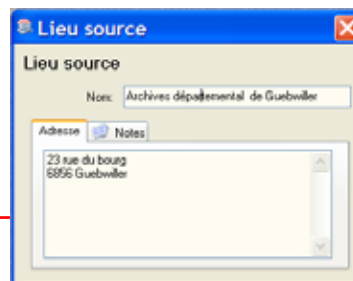 Lieu source
Lieu source
Nom: Archives départemental de Guebwiller
Adresse Notes
23 rue du bourg
6856 Guebwiller